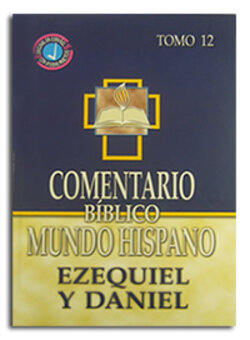 TOMO 12
COMENTARIO
BÍBLICO
MUNDO HISPANO
EZEQUIEL
Y DANIEL